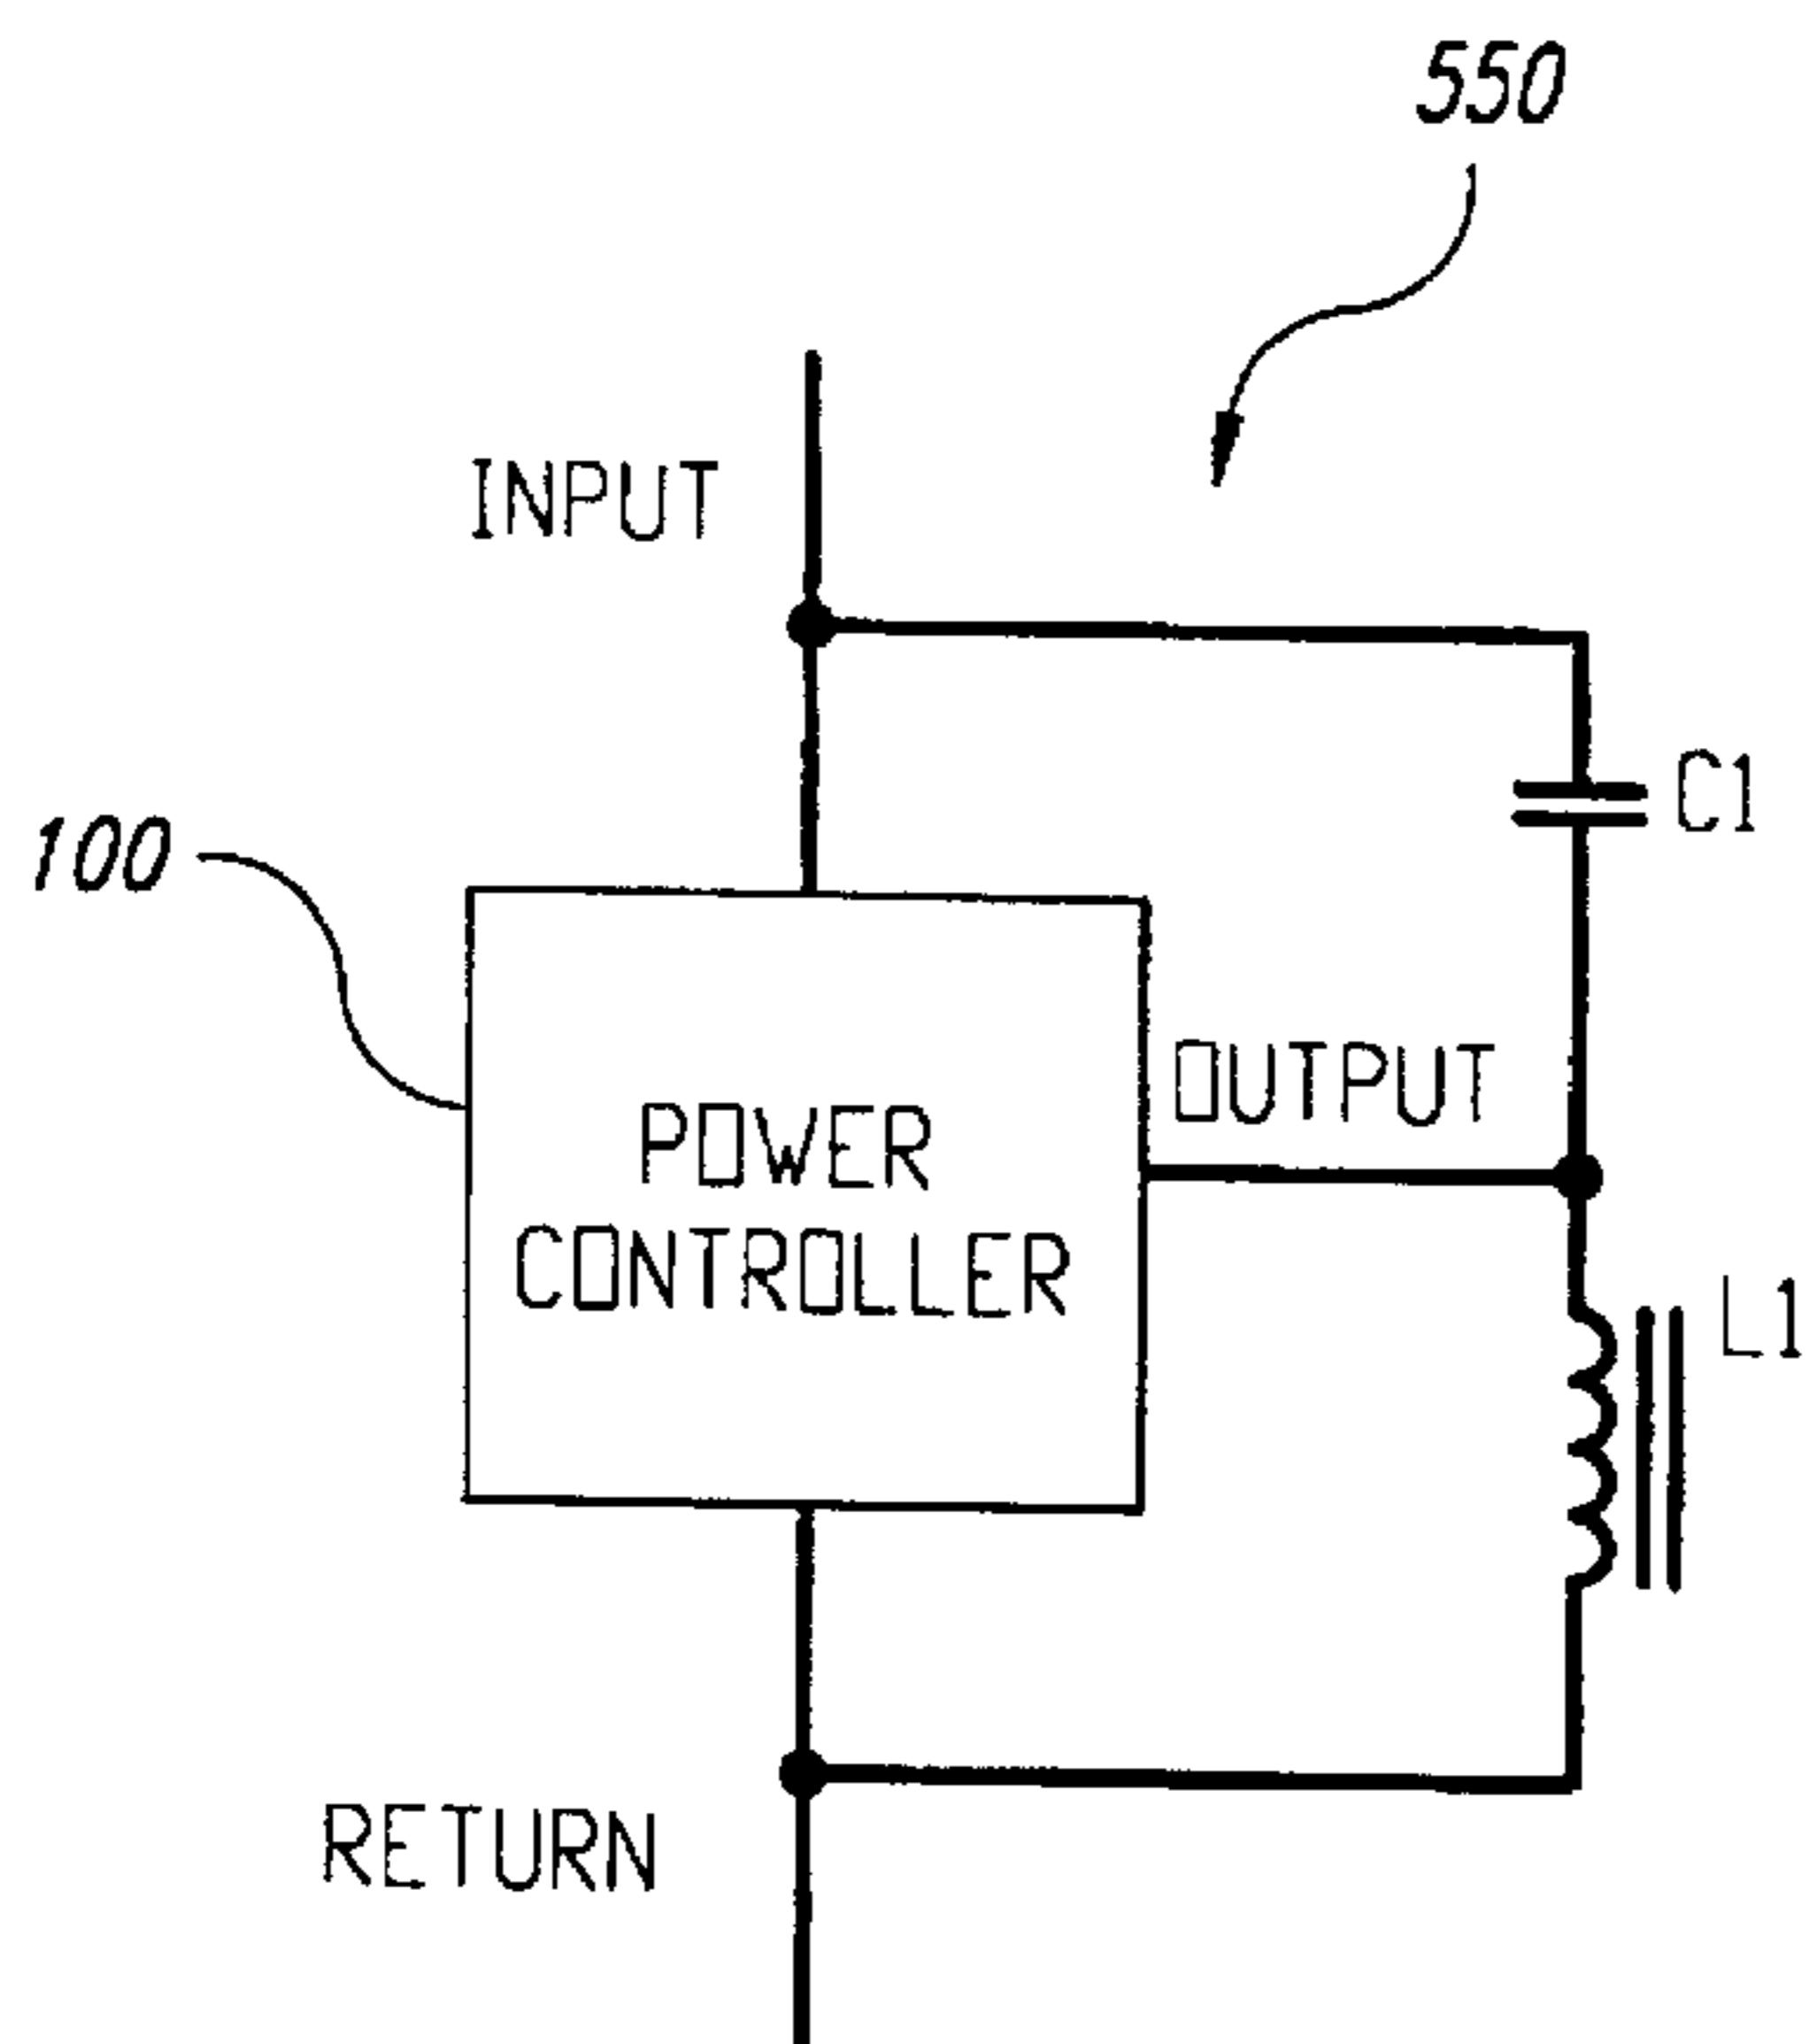 550
INPUT
C1
100
OUTPUT
POWER
CONTROLLER
L1
RETURN